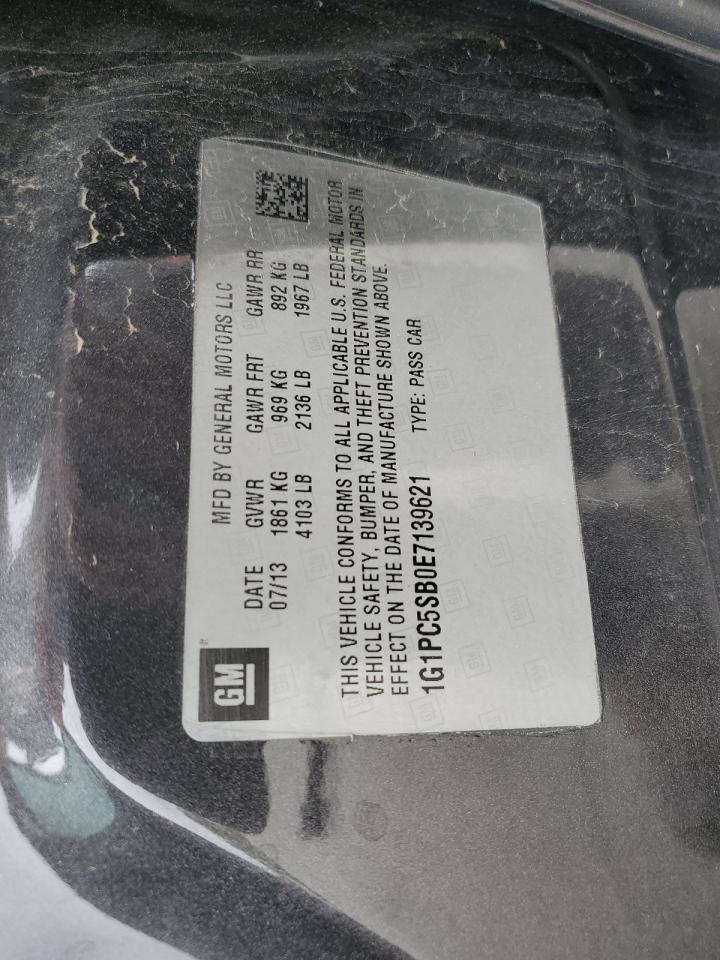 GM
MFD BY GENERAL MOTORS LLC
DATE GVWR GAWR FRT GAWR RR
07/13 1861 KG 969 KG 892 KG
4103 LB 2136 LB 1967 LB
THIS VEHICLE CONFORMS TO ALL APPLICABLE U.S. FEDERAL MOTOR
VEHICLE SAFETY, BUMPER, AND THEFT PREVENTION STANDARDS IN
EFFECT ON THE DATE OF MANUFACTURE SHOWN ABOVE.
1G1PC5SB0E7139621 TYPE: PASS CAR